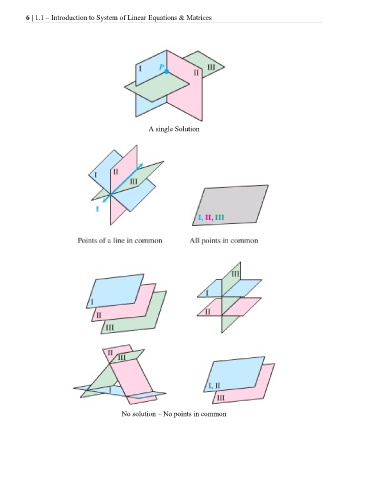 6 | 1.1 – Introduction to System of Linear Equations & Matrices
I P II III
A single Solution
I II III
l
I, II, III
Points of a line in common All points in common
I
II
III
III
I
II
II III
I
I, II
III
No solution – No points in common